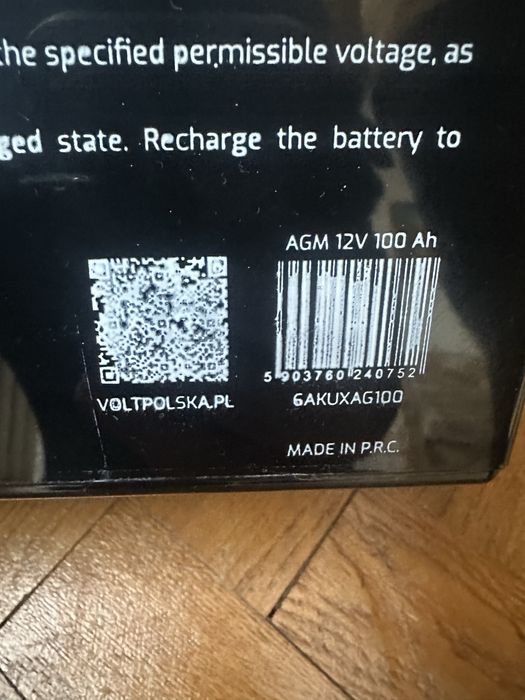 the specified permissible voltage, as
ged state. Recharge the battery to
AGM 12V 100 Ah
5 903760 240752
VOLTPOLSKA.PL
6AKUXAG100
MADE IN P.R.C.